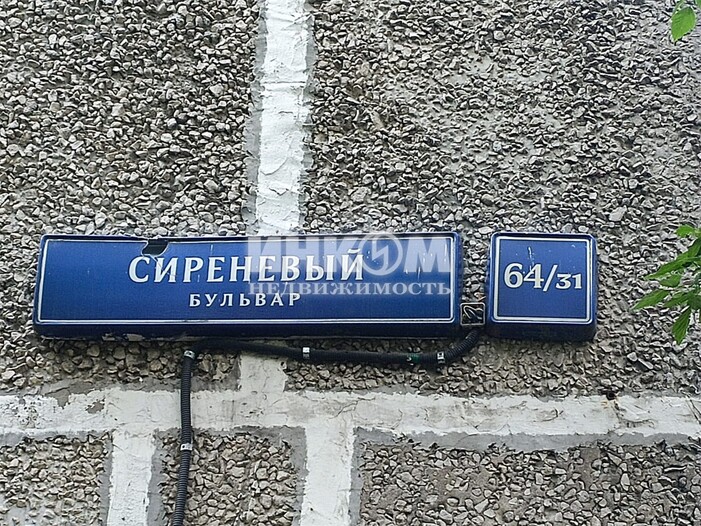 СИРЕНЕВЫЙ
БУЛЬВАР
64/31
ИНКОМ
НЕДВИЖИМОСТЬ